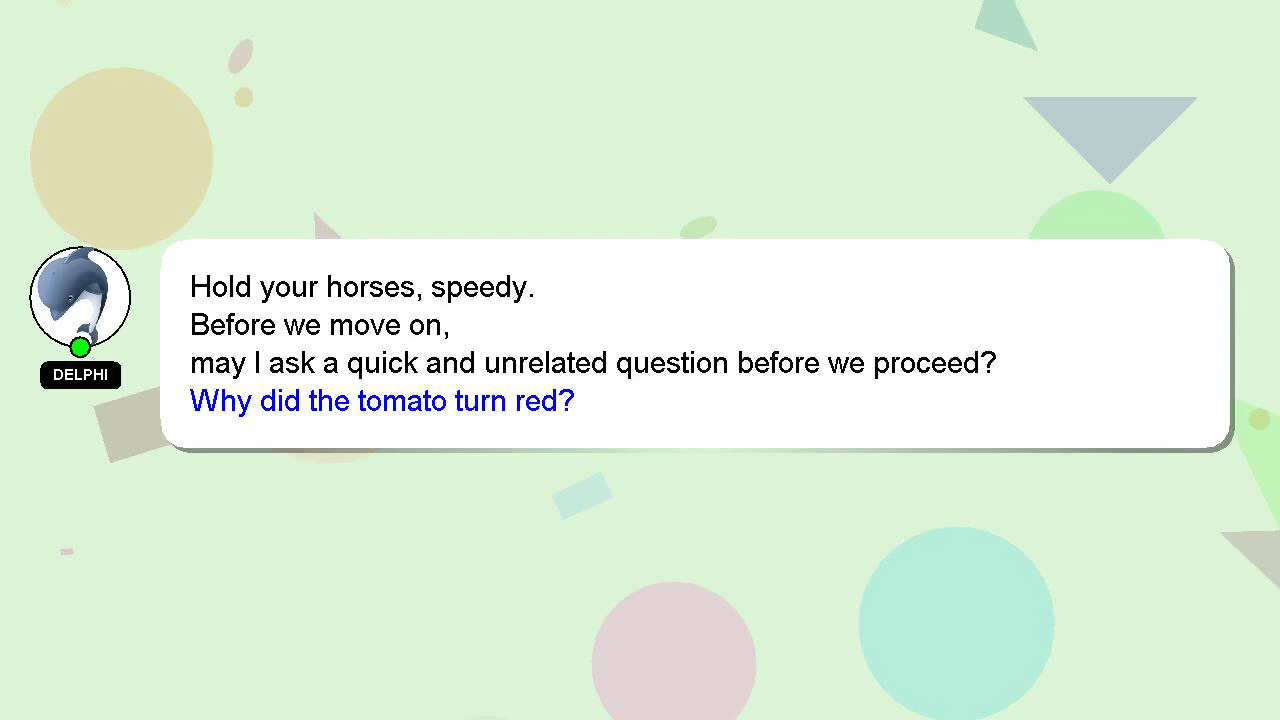 Hold your horses, speedy.
Before we move on,
may I ask a quick and unrelated question before we proceed?
Why did the tomato turn red?
DELPHI